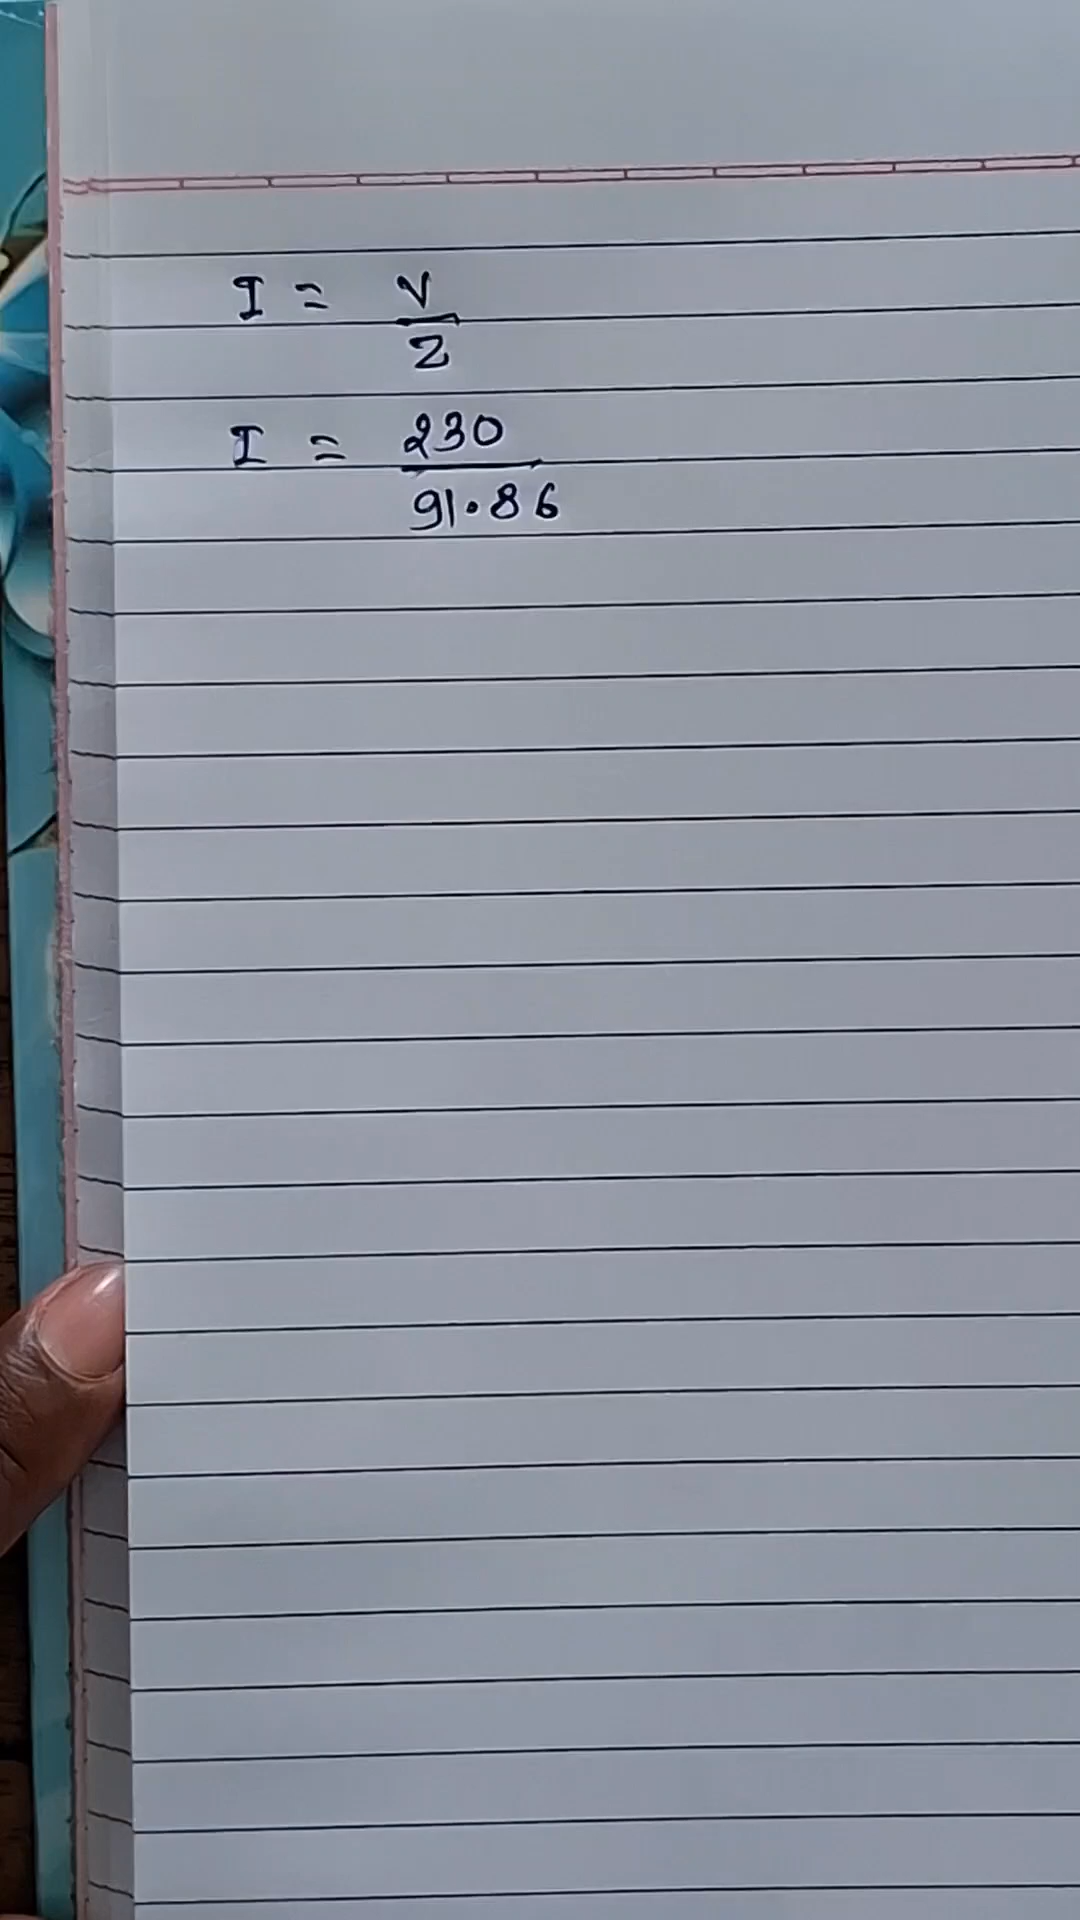 I = V/Z
I = 230/91.86